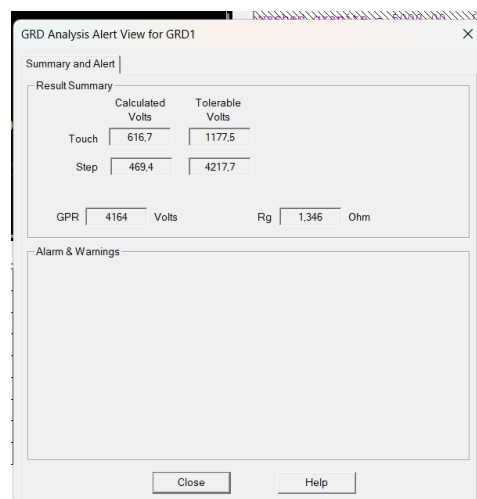 GRD Analysis Alert View for GRD1
Summary and Alert
Result Summary
Calculated Volts Tolerable Volts
Touch 616,7 1177,5
Step 469,4 4217,7
GPR 4164 Volts Rg 1,346 Ohm
Alarm & Warnings
Close Help